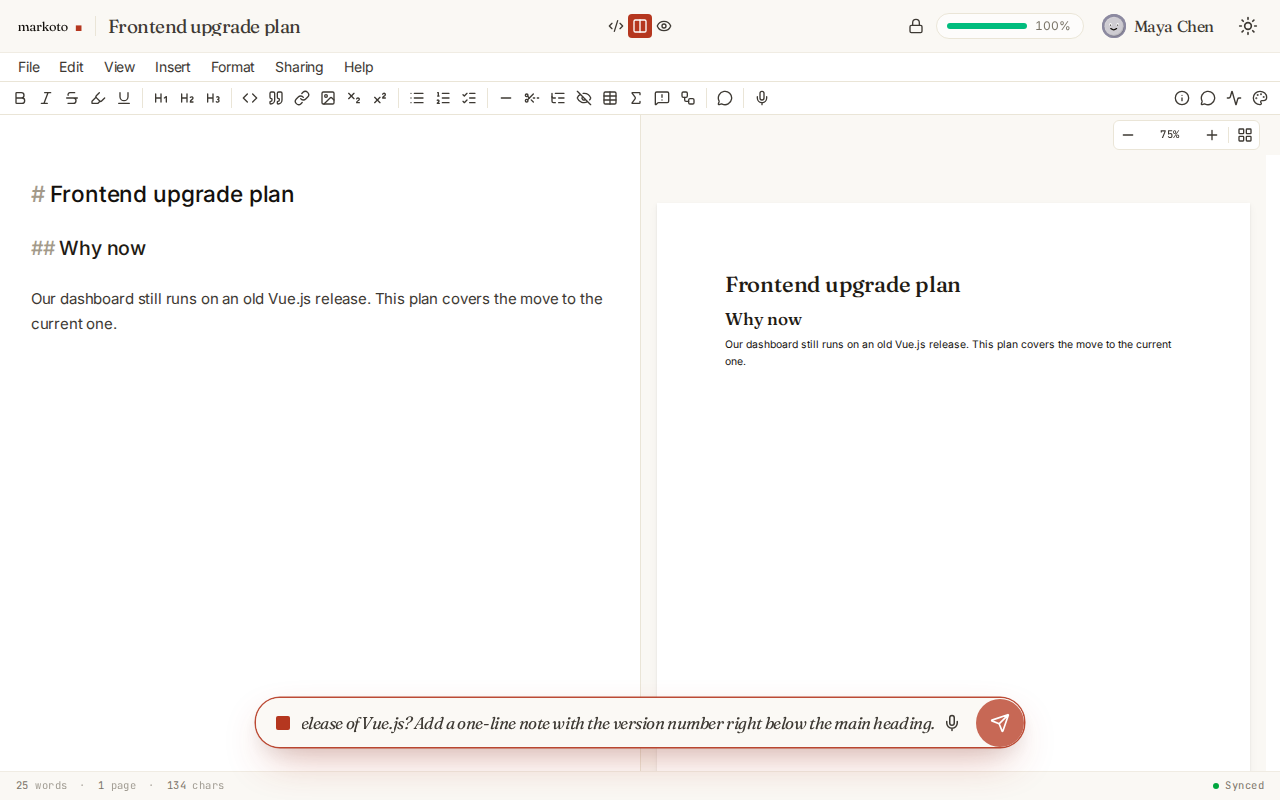 markoto
Frontend upgrade plan
100%
Maya Chen
File Edit View Insert Format Sharing Help
H1 H2 H3
75%
# Frontend upgrade plan
## Why now
Our dashboard still runs on an old Vue.js release. This plan covers the move to the
current one.
Frontend upgrade plan
Why now
Our dashboard still runs on an old Vue.js release. This plan covers the move to the current
one.
elease of Vue.js? Add a one-line note with the version number right below the main heading.
25 words · 1 page · 134 chars
Synced